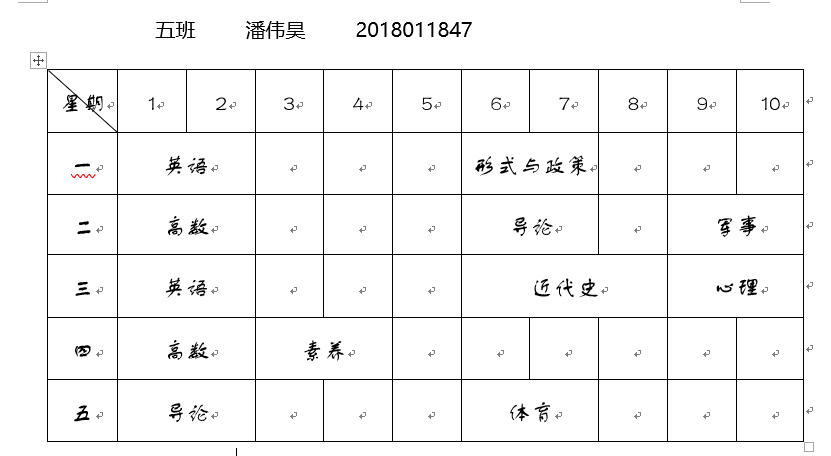 五班 潘伟昊 2018011847
星期 1 2 3 4 5 6 7 8 9 10
一 英语 形式与政策
二 高数 导论 军事
三 英语 近代史 心理
四 高数 素养
五 导论 体育